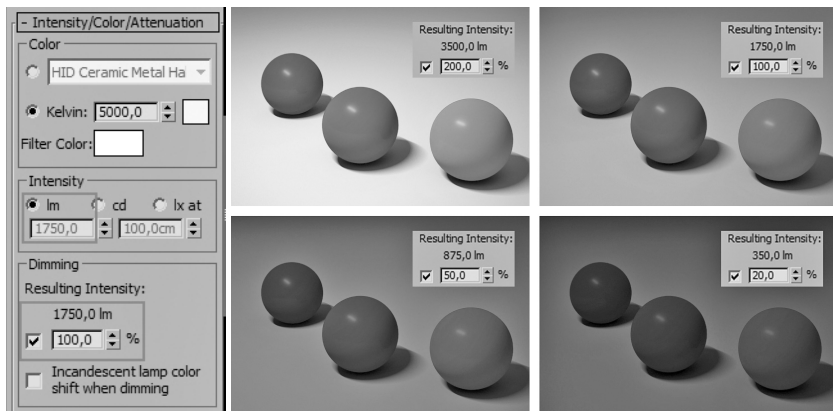 - Intensity/Color/Attenuation
Color
HID Ceramic Metal Ha
Kelvin: 5000,0
Filter Color:
Intensity
lm cd lx at
1750,0 100,0cm
Dimming
Resulting Intensity:
1750,0 lm
100,0 %
Incandescent lamp color
shift when dimming
Resulting Intensity:
3500,0 lm
200,0 %
Resulting Intensity:
1750,0 lm
100,0 %
Resulting Intensity:
875,0 lm
50,0 %
Resulting Intensity:
350,0 lm
20,0 %